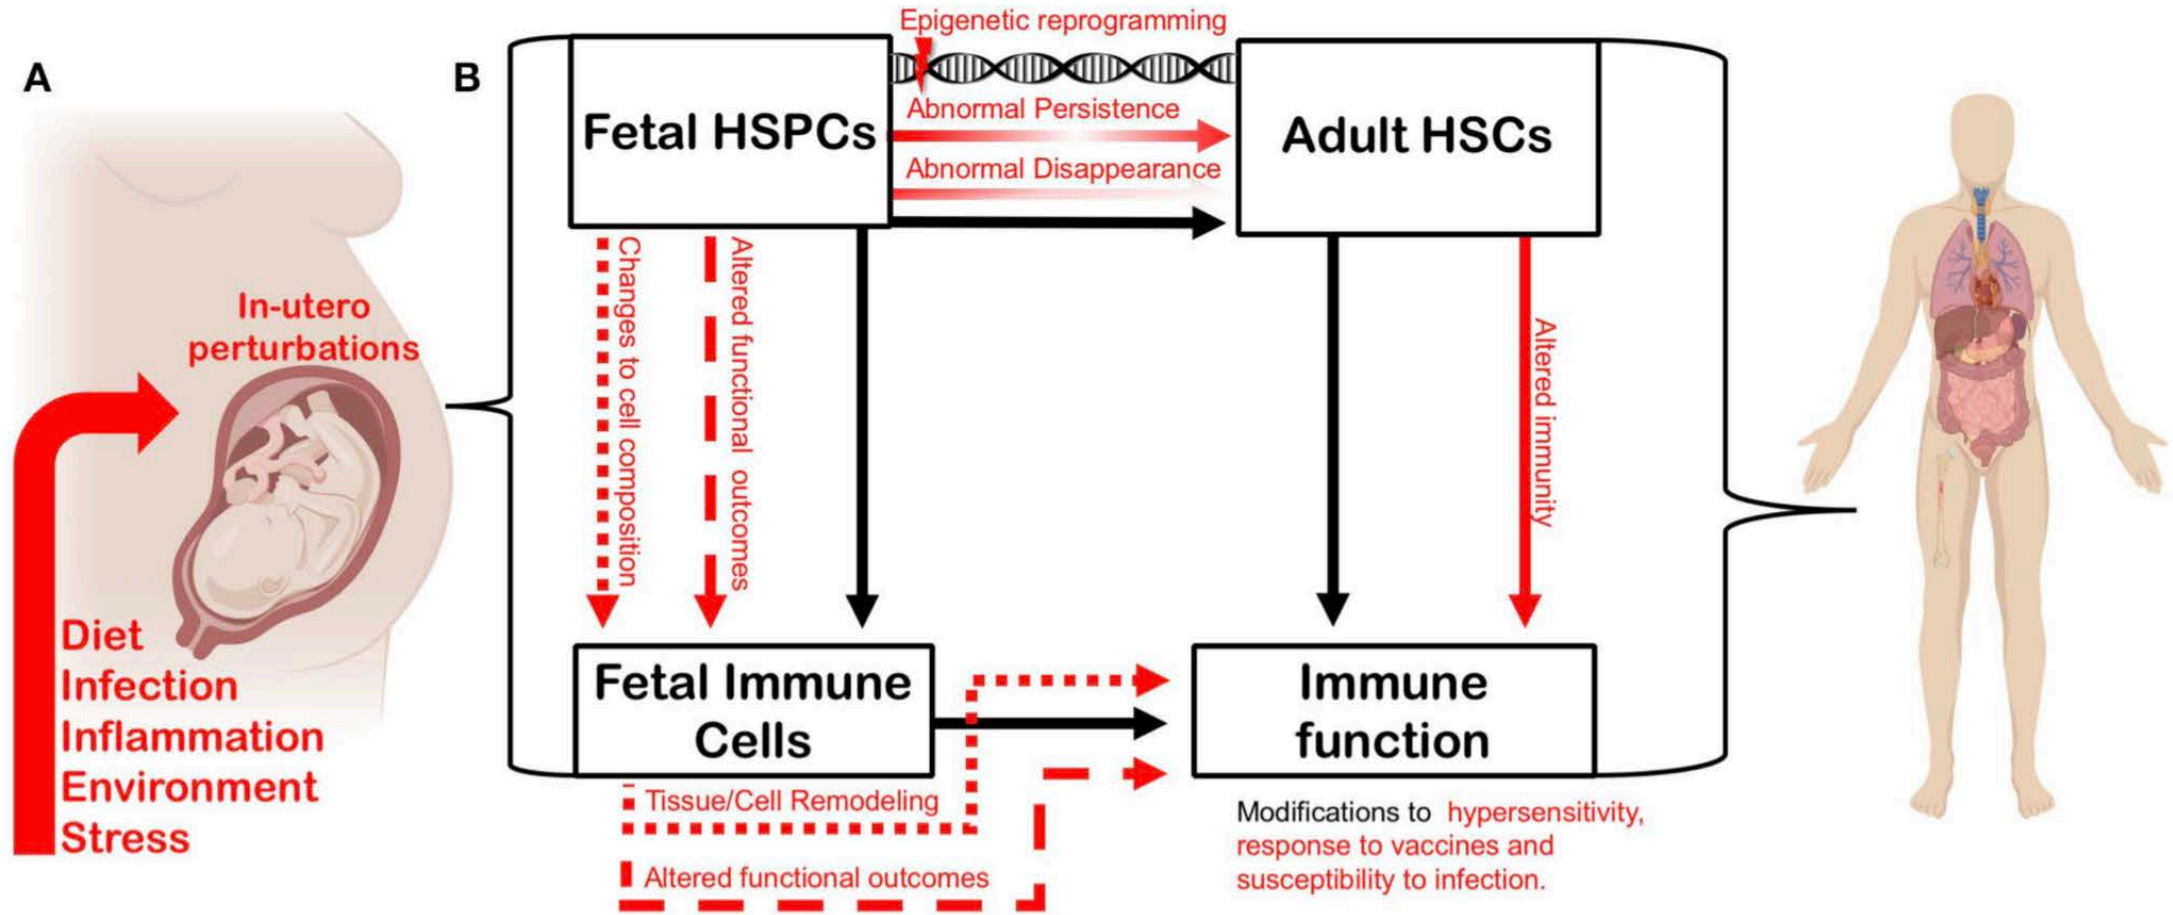 A
In-utero
perturbations
Diet
Infection
Inflammation
Environment
Stress
B
Epigenetic reprogramming
Fetal HSPCs
Abnormal Persistence
Abnormal Disappearance
Adult HSCs
Changes to cell composition
Altered functional outcomes
Altered immunity
Fetal Immune
Cells
Immune
function
Tissue/Cell Remodeling
Altered functional outcomes
Modifications to hypersensitivity,
response to vaccines and
susceptibility to infection.